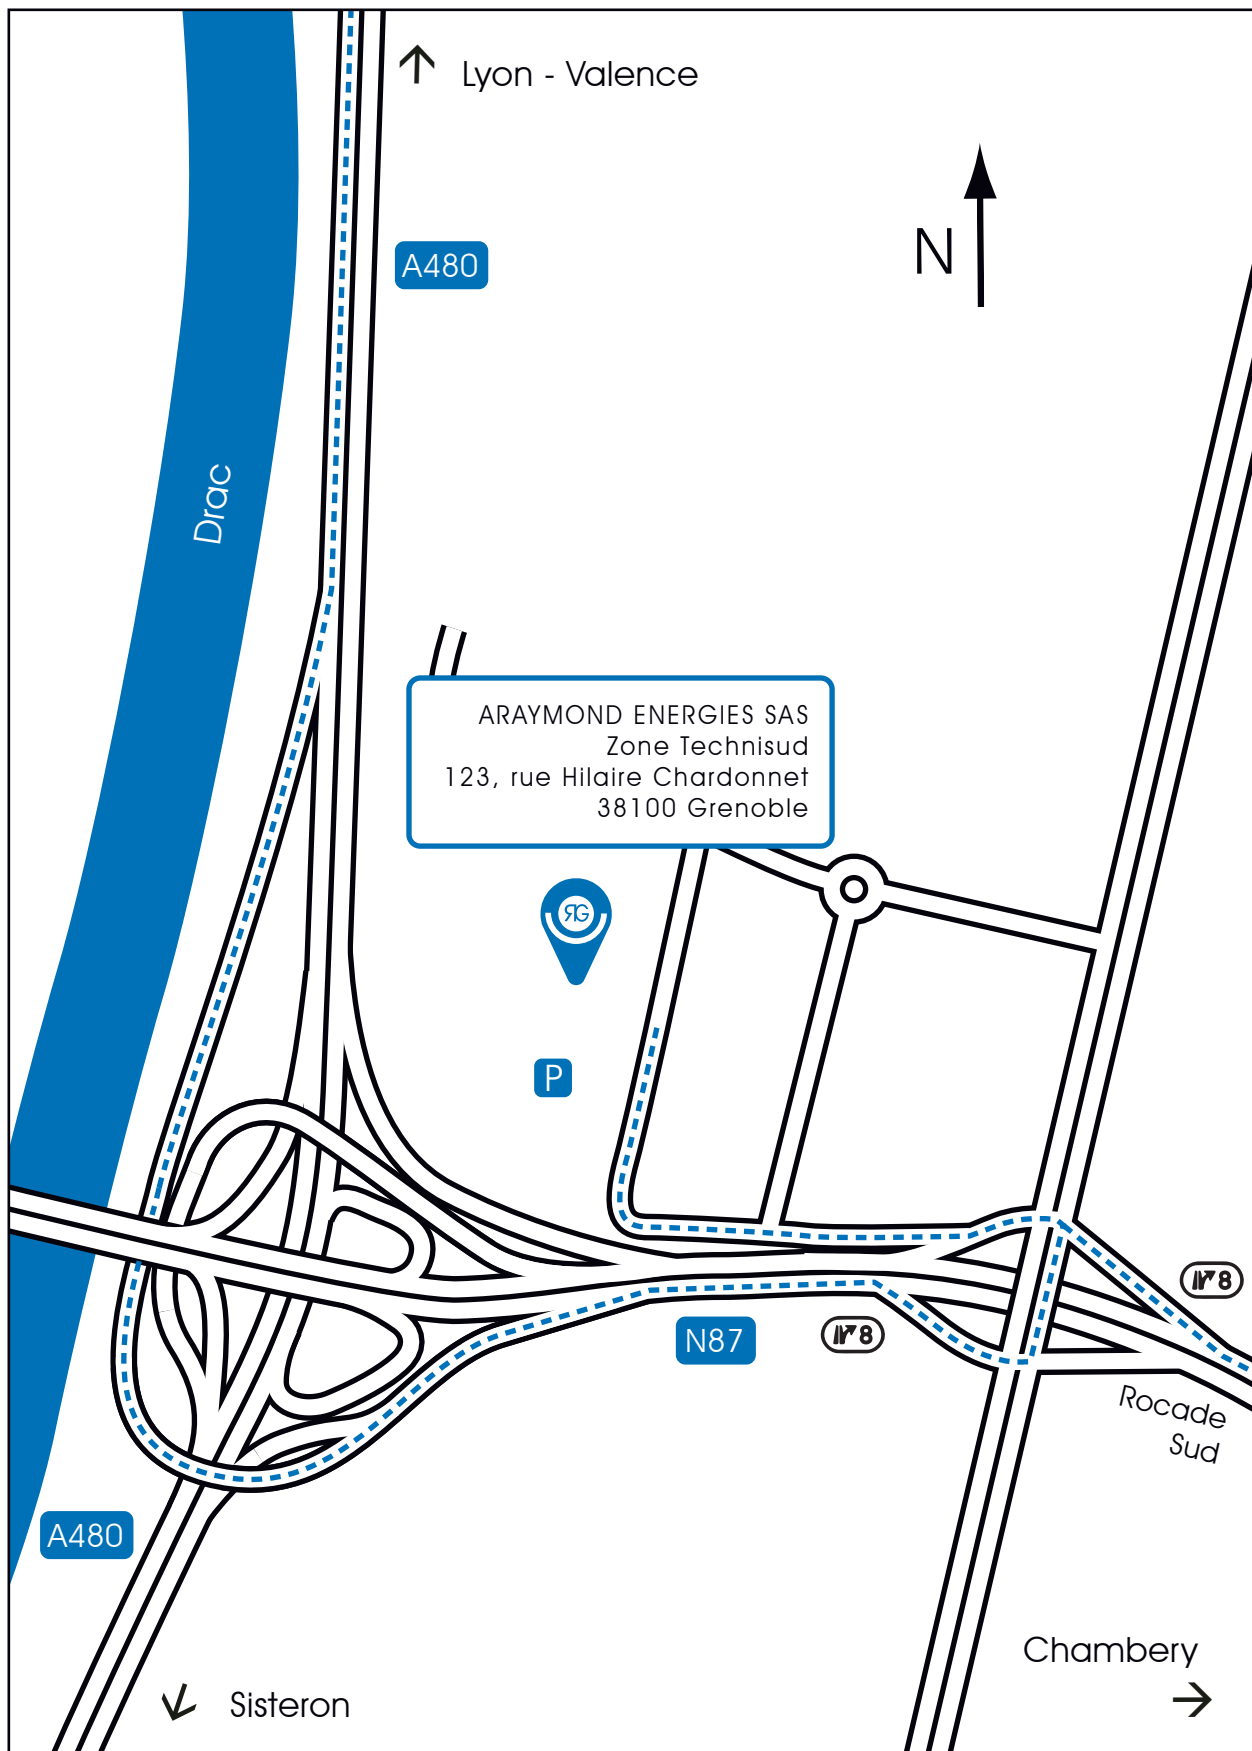 Lyon - Valence
N
A480
Drac
ARAYMOND ENERGIES SAS
Zone Technisud
123, rue Hilaire Chardonnet
38100 Grenoble
RG
P
8
N87
8
Rocade
Sud
A480
Chambery
Sisteron